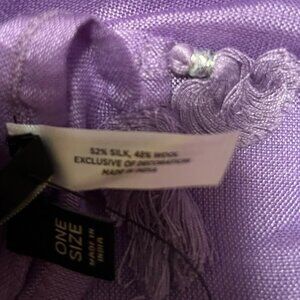 52% SILK, 48% WOOL
EXCLUSIVE OF DECORATION
MADE IN INDIA
ONE
SIZE
MADE IN
INDIA